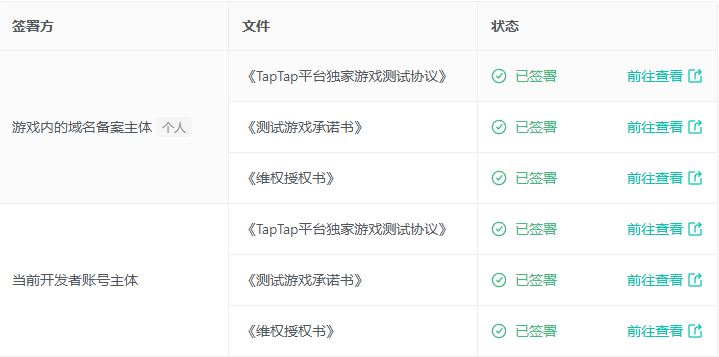 签署方 文件 状态
《TapTap平台独家游戏测试协议》 已签署 前往查看
游戏内的域名备案主体 个人 《测试游戏承诺书》 已签署 前往查看
《维权授权书》 已签署 前往查看
《TapTap平台独家游戏测试协议》 已签署 前往查看
当前开发者账号主体 《测试游戏承诺书》 已签署 前往查看
《维权授权书》 已签署 前往查看